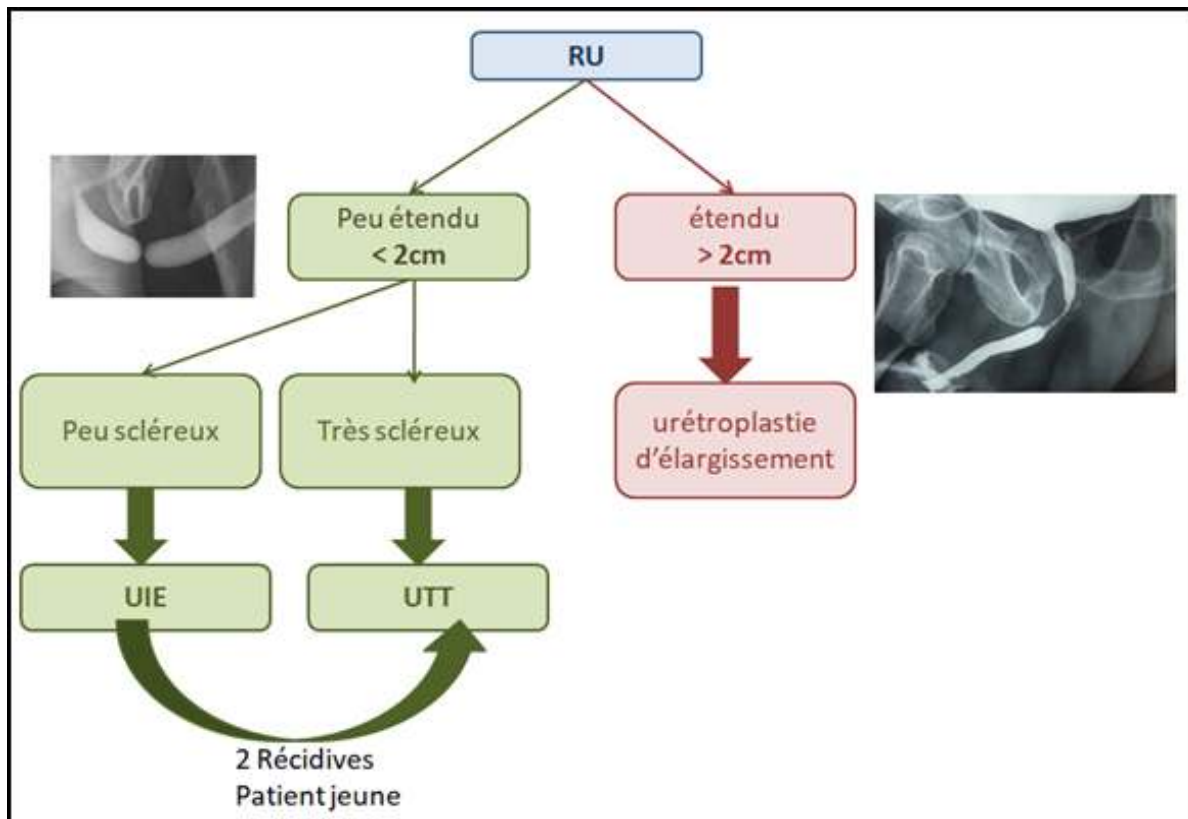 RU
Peu étendu
< 2cm
étendu
> 2cm
Peu scléreux
Très scléreux
urétroplastie
d'élargissement
UIE
UTT
2 Récidives
Patient jeune